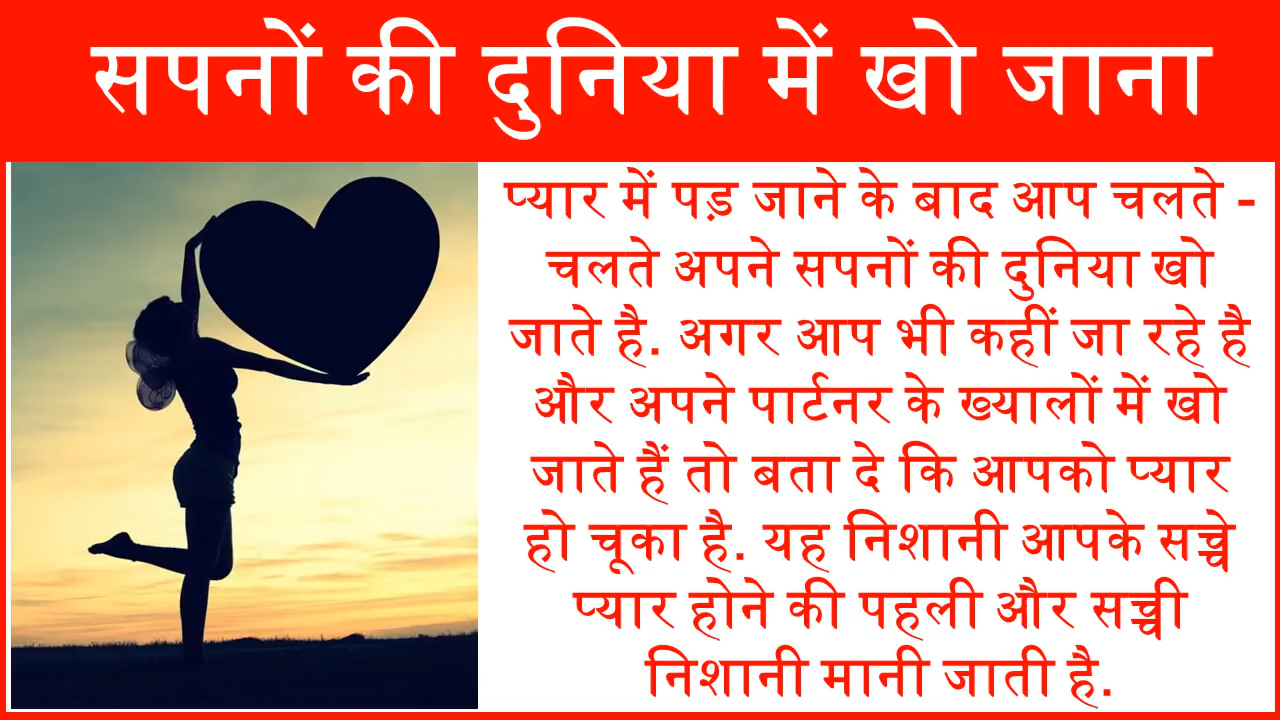 सपनों की दुनिया में खो जाना
प्यार में पड़ जाने के बाद आप चलते -
चलते अपने सपनों की दुनिया खो
जाते है. अगर आप भी कहीं जा रहे है
और अपने पार्टनर के ख्यालों में खो
जाते हैं तो बता दे कि आपको प्यार
हो चूका है. यह निशानी आपके सच्चे
प्यार होने की पहली और सच्ची
निशानी मानी जाती है.